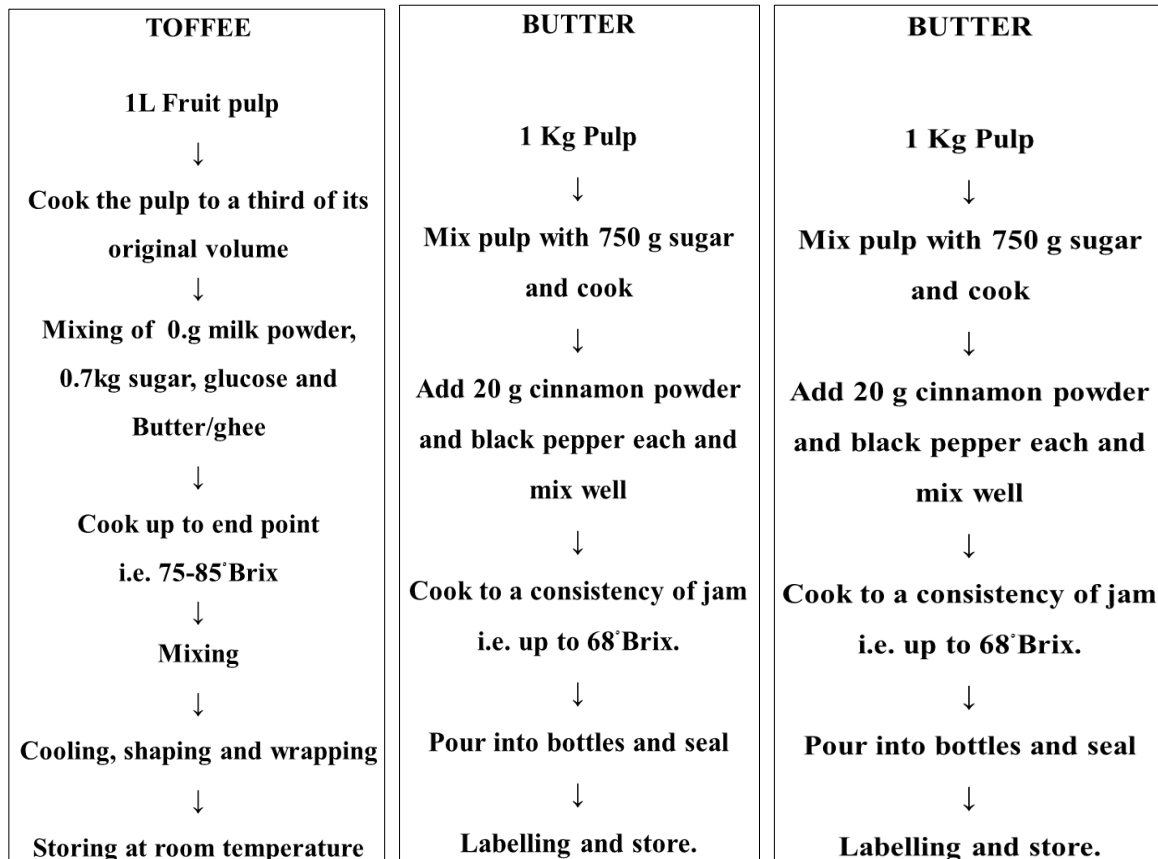 TOFFEE
1L Fruit pulp
↓
Cook the pulp to a third of its
original volume
↓
Mixing of 0.g milk powder,
0.7kg sugar, glucose and
Butter/ghee
↓
Cook up to end point
i.e. 75-85°Brix
↓
Mixing
↓
Cooling, shaping and wrapping
↓
Storing at room temperature
BUTTER
1 Kg Pulp
↓
Mix pulp with 750 g sugar
and cook
↓
Add 20 g cinnamon powder
and black pepper each and
mix well
↓
Cook to a consistency of jam
i.e. up to 68°Brix.
↓
Pour into bottles and seal
↓
Labelling and store.
BUTTER
1 Kg Pulp
↓
Mix pulp with 750 g sugar
and cook
↓
Add 20 g cinnamon powder
and black pepper each and
mix well
↓
Cook to a consistency of jam
i.e. up to 68°Brix.
↓
Pour into bottles and seal
↓
Labelling and store.